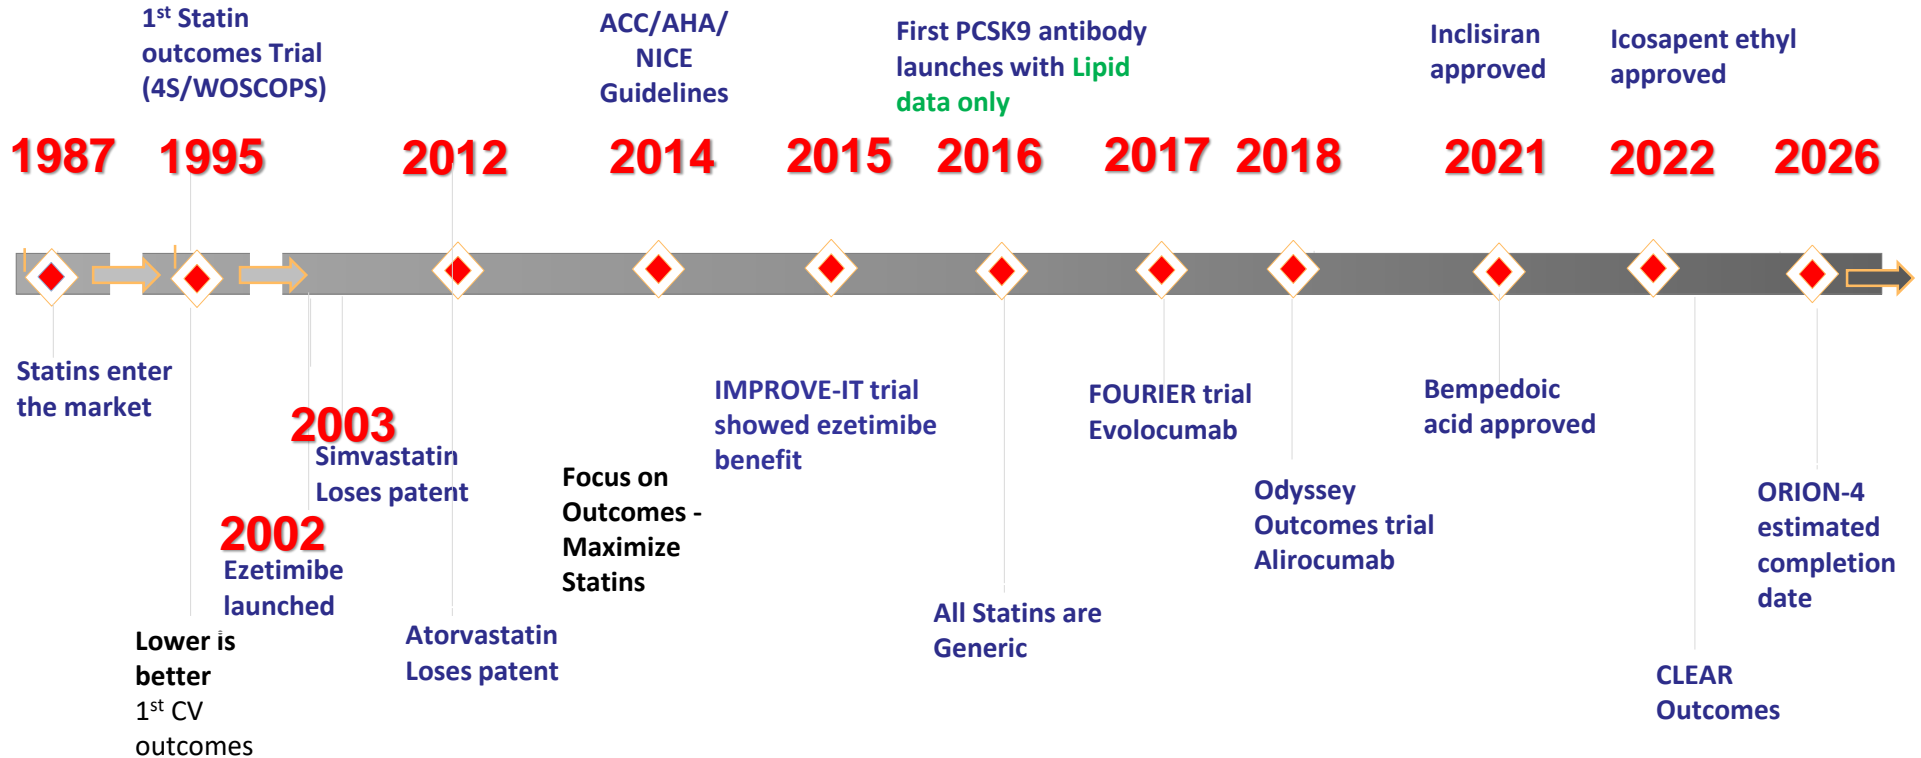 1st Statin
outcomes Trial
(4S/WOSCOPS)
ACC/AHA/
NICE
Guidelines
First PCSK9 antibody
launches with Lipid
data only
Inclisiran
approved
Icosapent ethyl
approved
1987
1995
2012
2014
2015
2016
2017
2018
2021
2022
2026
Statins enter
the market
2003
Simvastatin
Loses patent
2002
Ezetimibe
launched
Lower is
better
1st CV
outcomes
Atorvastatin
Loses patent
Focus on
Outcomes -
Maximize
Statins
IMPROVE-IT trial
showed ezetimibe
benefit
All Statins are
Generic
FOURIER trial
Evolocumab
Odyssey
Outcomes trial
Alirocumab
Bempedoic
acid approved
CLEAR
Outcomes
ORION-4
estimated
completion
date